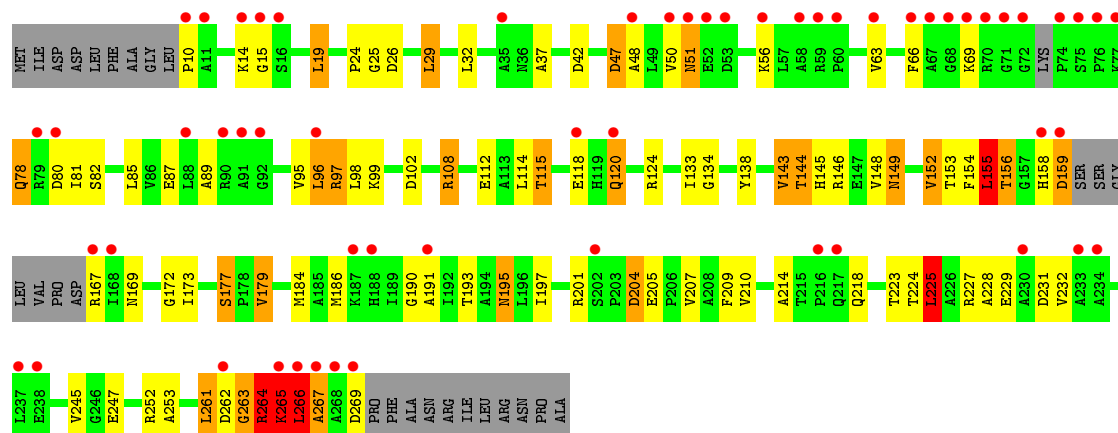 MET ILE ASP ASP LEU PHE ALA GLY LEU P10 A11 K14 G15 S16 L19 P24 G25 D26 L29 L32 A35 N36 A37 D42 D47 A48 L49 V50 N51 E52 D53 K56 L57 A58 R59 P60 V63 F66 A67 G68 K69 R70 G71 G72 LYS P74 S75 P76 K77
Q78 R79 D80 I81 S82 L85 V86 E87 L88 A89 R90 A91 G92 V95 L96 R97 L98 K99 D102 R108 E112 A113 L114 T115 E118 H119 Q120 R124 I133 G134 Y138 V143 T144 H145 R146 E147 V148 N149 V152 T153 F154 L155 T156 G157 H158 D159 SER SER GLY
LEU VAL PRO ASP R167 I168 N169 G172 I173 S177 P178 V179 M184 A185 M186 K187 H188 I189 G190 A191 I192 T193 A194 N195 L196 I197 R201 S202 P203 D204 E205 P206 V207 A208 F209 V210 A214 T215 P216 Q217 Q218 T223 T224 L225 A226 R227 A228 E229 A230 D231 V232 A233 A234
L237 E238 V245 G246 E247 R252 A253 L261 D262 G263 R264 K265 L266 A267 A268 D269 PRO PHE ALA ASN ARG ILE LEU ARG ASN PRO ALA